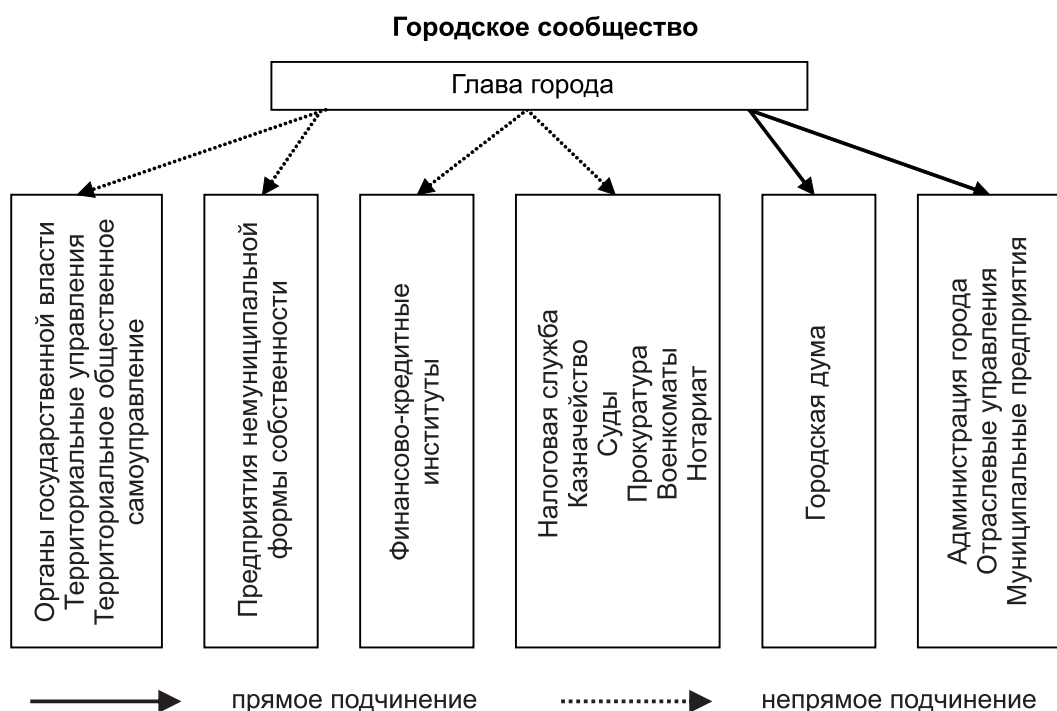 Городское сообщество
Глава города
Органы государственной власти
Территориальные управления
Территориальное общественное
самоуправление
Предприятия немуниципальной
формы собственности
Финансово-кредитные
институты
Налоговая служба
Казначейство
Суды
Прокуратура
Военкоматы
Нотариат
Городская дума
Администрация города
Отраслевые управления
Муниципальные предприятия
прямое подчинение
непрямое подчинение